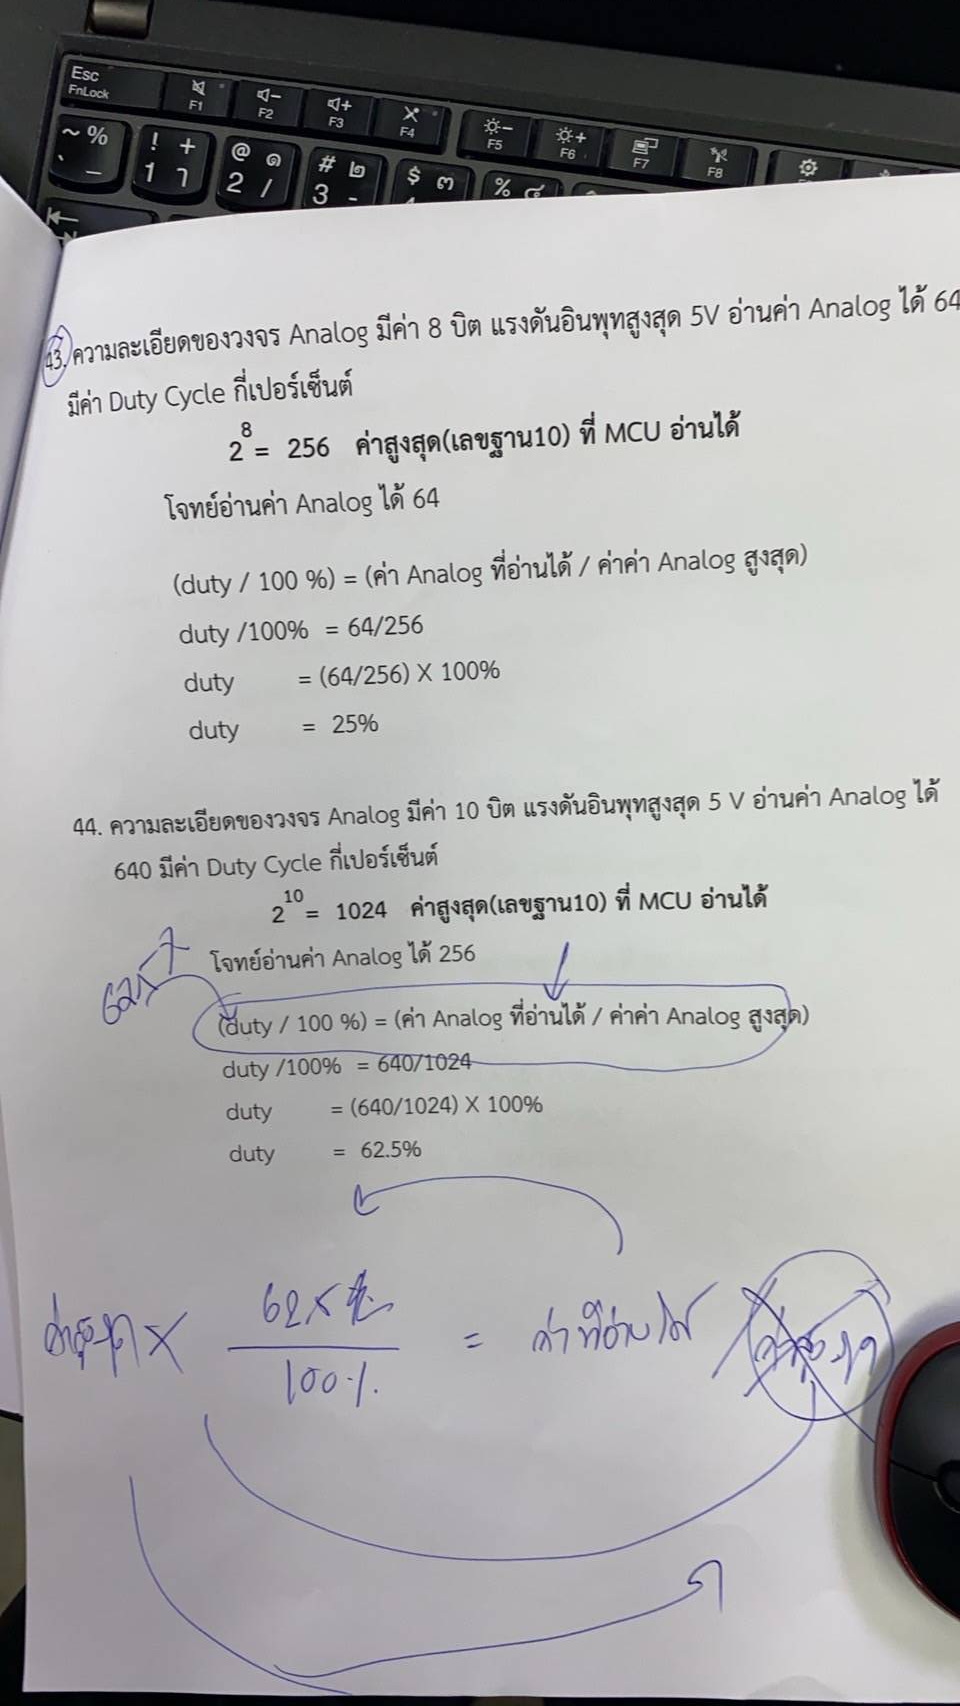 Esc
FnLock
F1
F2
F3
F4
F5
F6
F7
F8
~ %
` _
! +
1 ๅ
@ ๑
2 /
# ๒
3 -
$ ๓
% ๔
43. ความละเอียดของวงจร Analog มีค่า 8 บิต แรงดันอินพุทสูงสุด 5V อ่านค่า Analog ได้ 64
มีค่า Duty Cycle กี่เปอร์เซ็นต์
2^8 = 256 ค่าสูงสุด(เลขฐาน10) ที่ MCU อ่านได้
โจทย์อ่านค่า Analog ได้ 64
(duty / 100 %) = (ค่า Analog ที่อ่านได้ / ค่าค่า Analog สูงสุด)
duty /100% = 64/256
duty = (64/256) X 100%
duty = 25%
44. ความละเอียดของวงจร Analog มีค่า 10 บิต แรงดันอินพุทสูงสุด 5 V อ่านค่า Analog ได้
640 มีค่า Duty Cycle กี่เปอร์เซ็นต์
2^10 = 1024 ค่าสูงสุด(เลขฐาน10) ที่ MCU อ่านได้
โจทย์อ่านค่า Analog ได้ 256
(duty / 100 %) = (ค่า Analog ที่อ่านได้ / ค่าค่า Analog สูงสุด)
duty /100% = 640/1024
duty = (640/1024) X 100%
duty = 62.5%
ค่าสูงสุด × = ค่าที่อ่านได้ /
100%